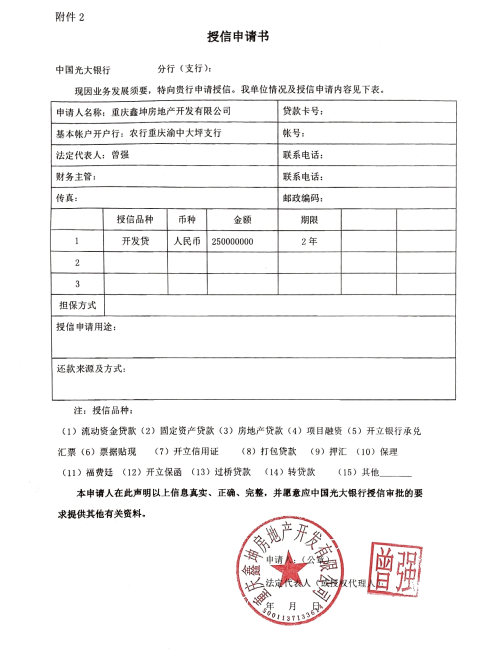 附件 2
授信申请书
中国光大银行 分行（支行）：
现因业务发展须要，特向贵行申请授信。我单位情况及授信申请内容见下表。
申请人名称：重庆鑫坤房地产开发有限公司 贷款卡号：
基本帐户开户行：农行重庆渝中大坪支行 帐号：
法定代表人：曾强 联系电话：
财务主管： 联系电话：
传真： 邮政编码：
授信品种 币种 金额 期限
1 开发贷 人民币 250000000 2 年
2
3
担保方式
授信申请用途：
还款来源及方式：
注：授信品种：
（1）流动资金贷款（2）固定资产贷款（3）房地产贷款（4）项目融资（5）开立银行承兑
汇票（6）票据贴现 （7）开立信用证 （8）打包贷款 （9）押汇 （10）保理
（11）福费廷 （12）开立保函 （13）过桥贷款 （14）转贷款 （15）其他______
本申请人在此声明以上信息真实、正确、完整，并愿意应中国光大银行授信审批的要
求提供其他有关资料。
申请人：（公章）
法定代表人（或授权代理人）：
年 月 日
重庆鑫坤房地产开发有限公司
曾强